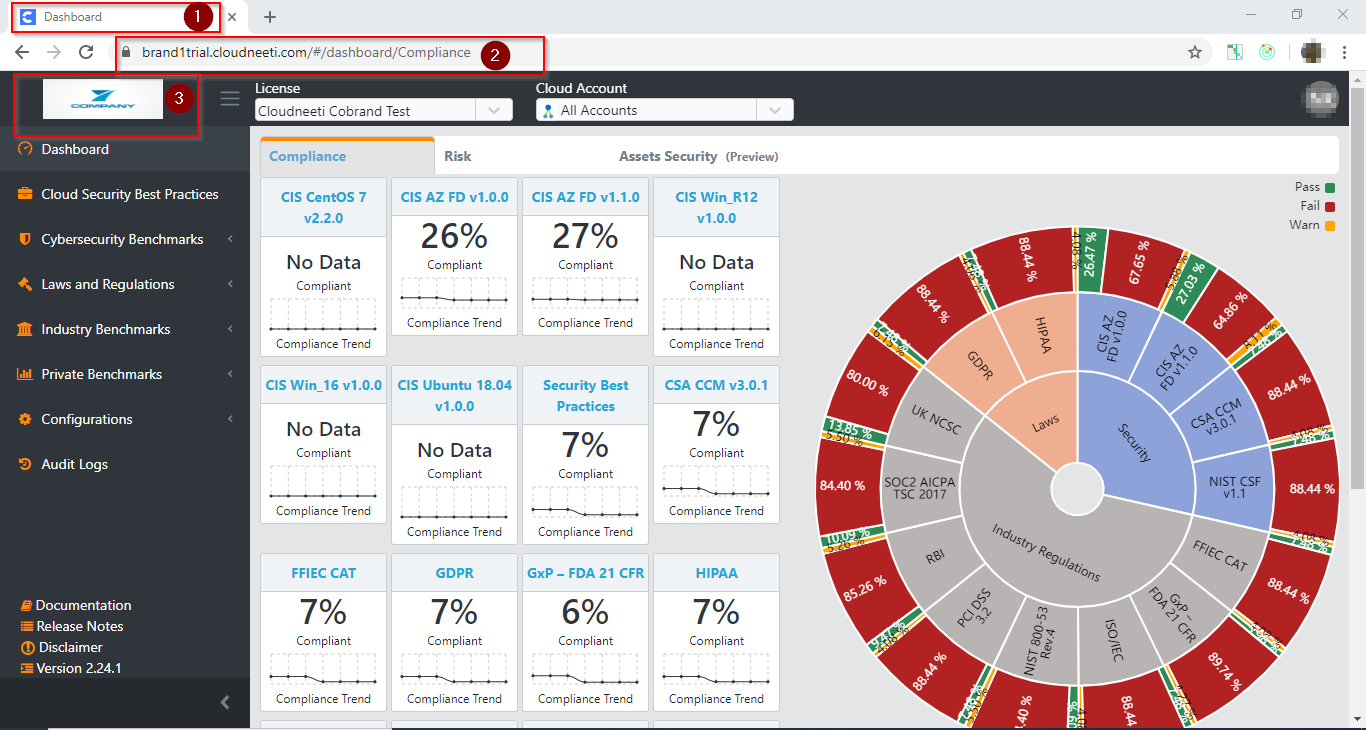 Dashboard
1
brand1trial.cloudneeti.com/#/dashboard/Compliance
2
COMPANY
3
License
Cloudneeti Cobrand Test
Cloud Account
All Accounts
Dashboard
Cloud Security Best Practices
Cybersecurity Benchmarks
Laws and Regulations
Industry Benchmarks
Private Benchmarks
Configurations
Audit Logs
Documentation
Release Notes
Disclaimer
Version 2.24.1
Compliance
Risk
Assets Security (Preview)
CIS CentOS 7
v2.2.0
No Data
Compliant
Compliance Trend
CIS AZ FD v1.0.0
26%
Compliant
Compliance Trend
CIS AZ FD v1.1.0
27%
Compliant
Compliance Trend
CIS Win_R12
v1.0.0
No Data
Compliant
Compliance Trend
CIS Win_16 v1.0.0
No Data
Compliant
Compliance Trend
CIS Ubuntu 18.04
v1.0.0
No Data
Compliant
Compliance Trend
Security Best
Practices
7%
Compliant
Compliance Trend
CSA CCM v3.0.1
7%
Compliant
Compliance Trend
FFIEC CAT
7%
Compliant
Compliance Trend
GDPR
7%
Compliant
Compliance Trend
GxP – FDA 21 CFR
6%
Compliant
Compliance Trend
HIPAA
7%
Compliant
Compliance Trend
Pass
Fail
Warn
26.47 %
67.65 %
27.03 %
64.86 %
88.44 %
88.44 %
88.44 %
89.74 %
88.44
88.44 %
85.26 %
10.09 %
5.26 %
84.40 %
13.85 %
5.50 %
80.00 %
88.44 %
88.44 %
Laws
Security
Industry Regulations
GDPR
HIPAA
CIS AZ
FD v1.0.0
CIS AZ
FD v1.1.0
CSA CCM
v3.0.1
NIST CSF
v1.1
FFIEC CAT
GxP –
FDA 21 CFR
ISO/IEC
NIST 800-53
Rev.4
PCI DSS
3.2
RBI
SOC2 AICPA
TSC 2017
UK NCSC